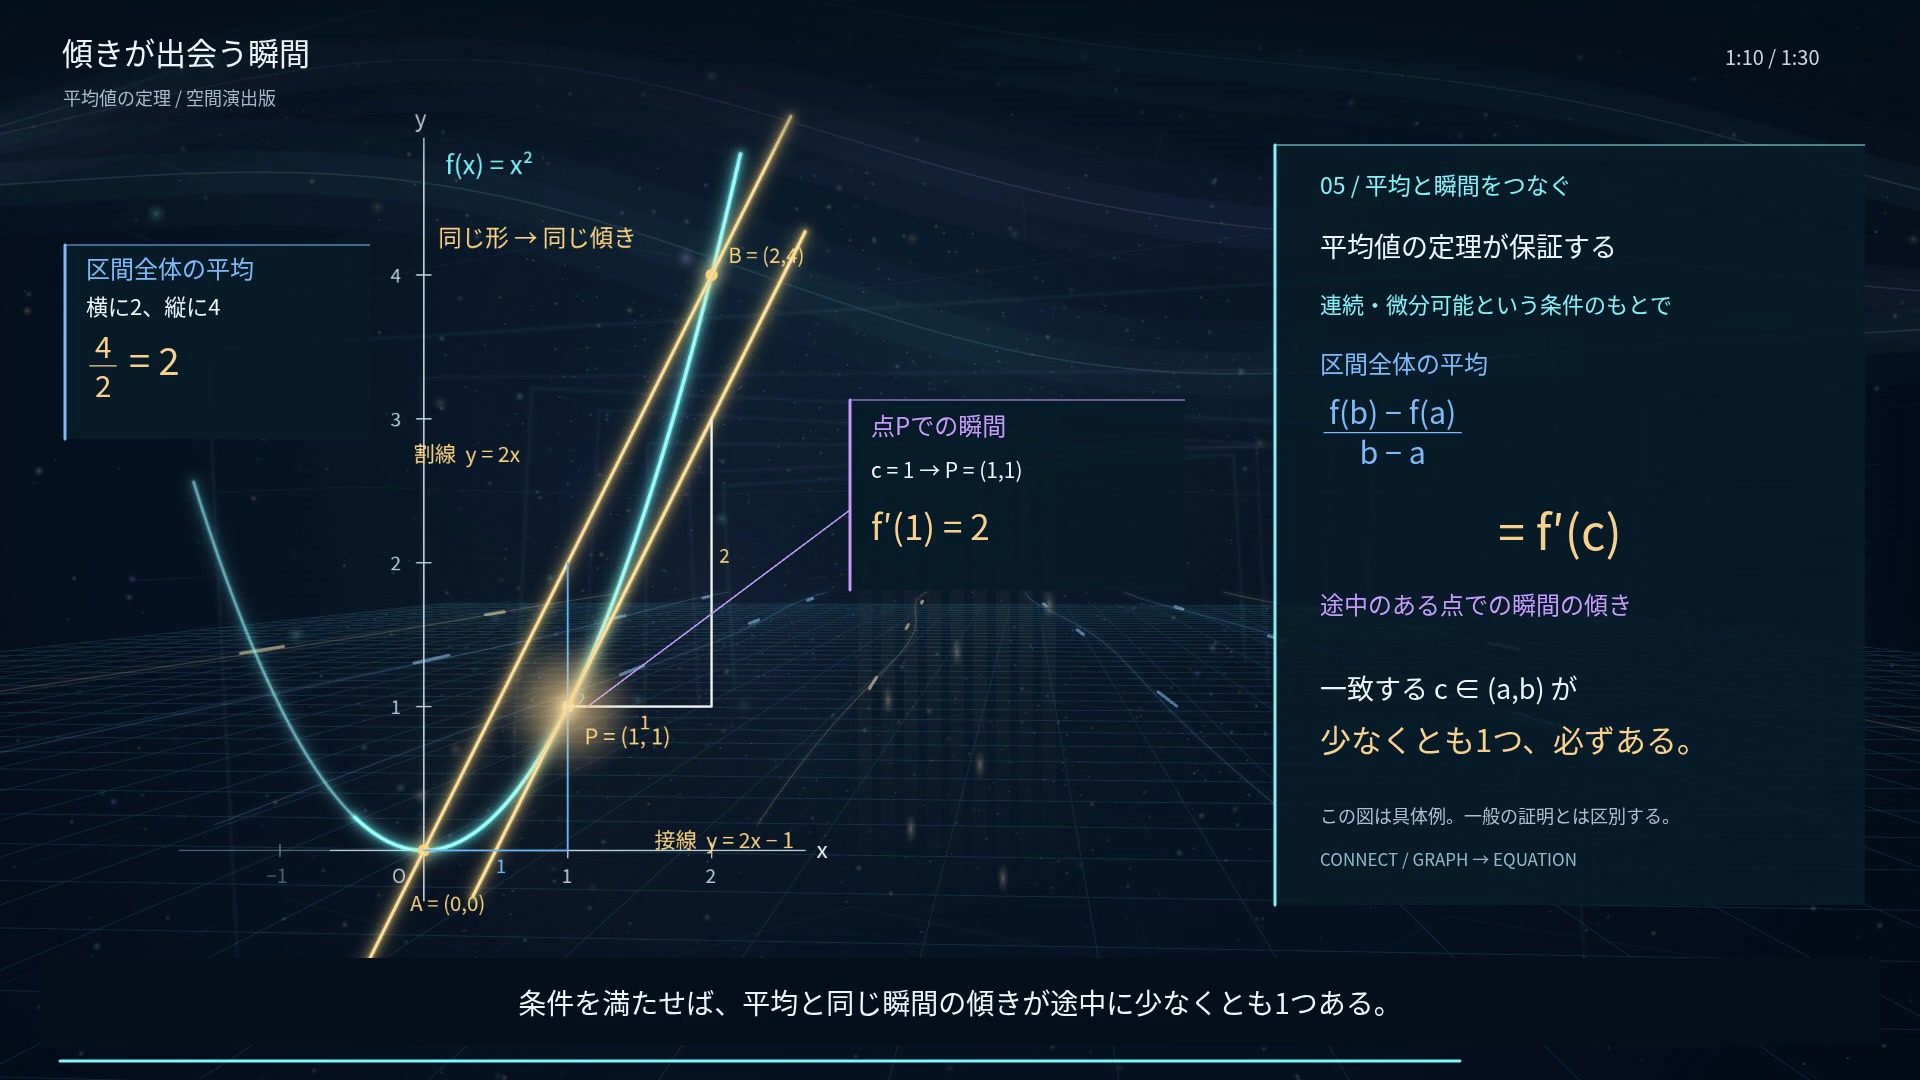 傾きが出会う瞬間
平均値の定理 / 空間演出版
1:10 / 1:30
y
f(x) = x²
同じ形 → 同じ傾き
B = (2,4)
区間全体の平均
横に2、縦に4
4
2
= 2
4
3
2
1
割線 y = 2x
点Pでの瞬間
c = 1 → P = (1,1)
f′(1) = 2
2
2
1
P = (1, 1)
接線 y = 2x − 1
x
−1
O
1
1
2
A = (0,0)
05 / 平均と瞬間をつなぐ
平均値の定理が保証する
連続・微分可能という条件のもとで
区間全体の平均
f(b) − f(a)
b − a
= f′(c)
途中のある点での瞬間の傾き
一致する c ∈ (a,b) が
少なくとも1つ、必ずある。
この図は具体例。一般の証明とは区別する。
CONNECT / GRAPH → EQUATION
条件を満たせば、平均と同じ瞬間の傾きが途中に少なくとも1つある。